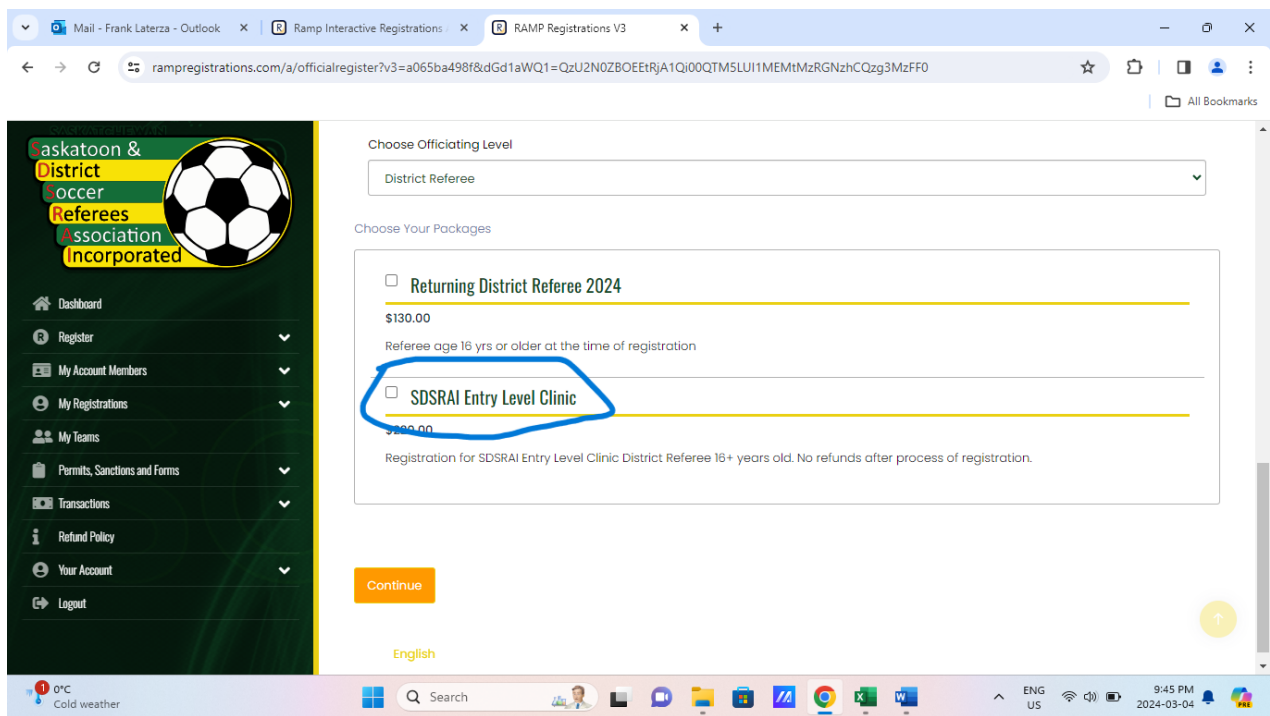 Mail - Frank Laterza - Outlook
Ramp Interactive Registrations
RAMP Registrations V3
rampregistrations.com/a/officialregister?v3=a065ba498f&dGd1aWQ1=QzU2N0ZBOEEtRjA1Qi00QTM5LUI1MEMtMzRGNzhCQzg3MzFF0
All Bookmarks
SASKATCHEWAN
Saskatoon &
District
Soccer
Referees
Association
Incorporated
Dashboard
Register
My Account Members
My Registrations
My Teams
Permits, Sanctions and Forms
Transactions
Refund Policy
Your Account
Logout
Choose Officiating Level
District Referee
Choose Your Packages
Returning District Referee 2024
$130.00
Referee age 16 yrs or older at the time of registration
SDSRAI Entry Level Clinic
Registration for SDSRAI Entry Level Clinic District Referee 16+ years old. No refunds after process of registration.
Continue
English
1
0°C
Cold weather
Search
PRE
ENG
US
9:45 PM
2024-03-04